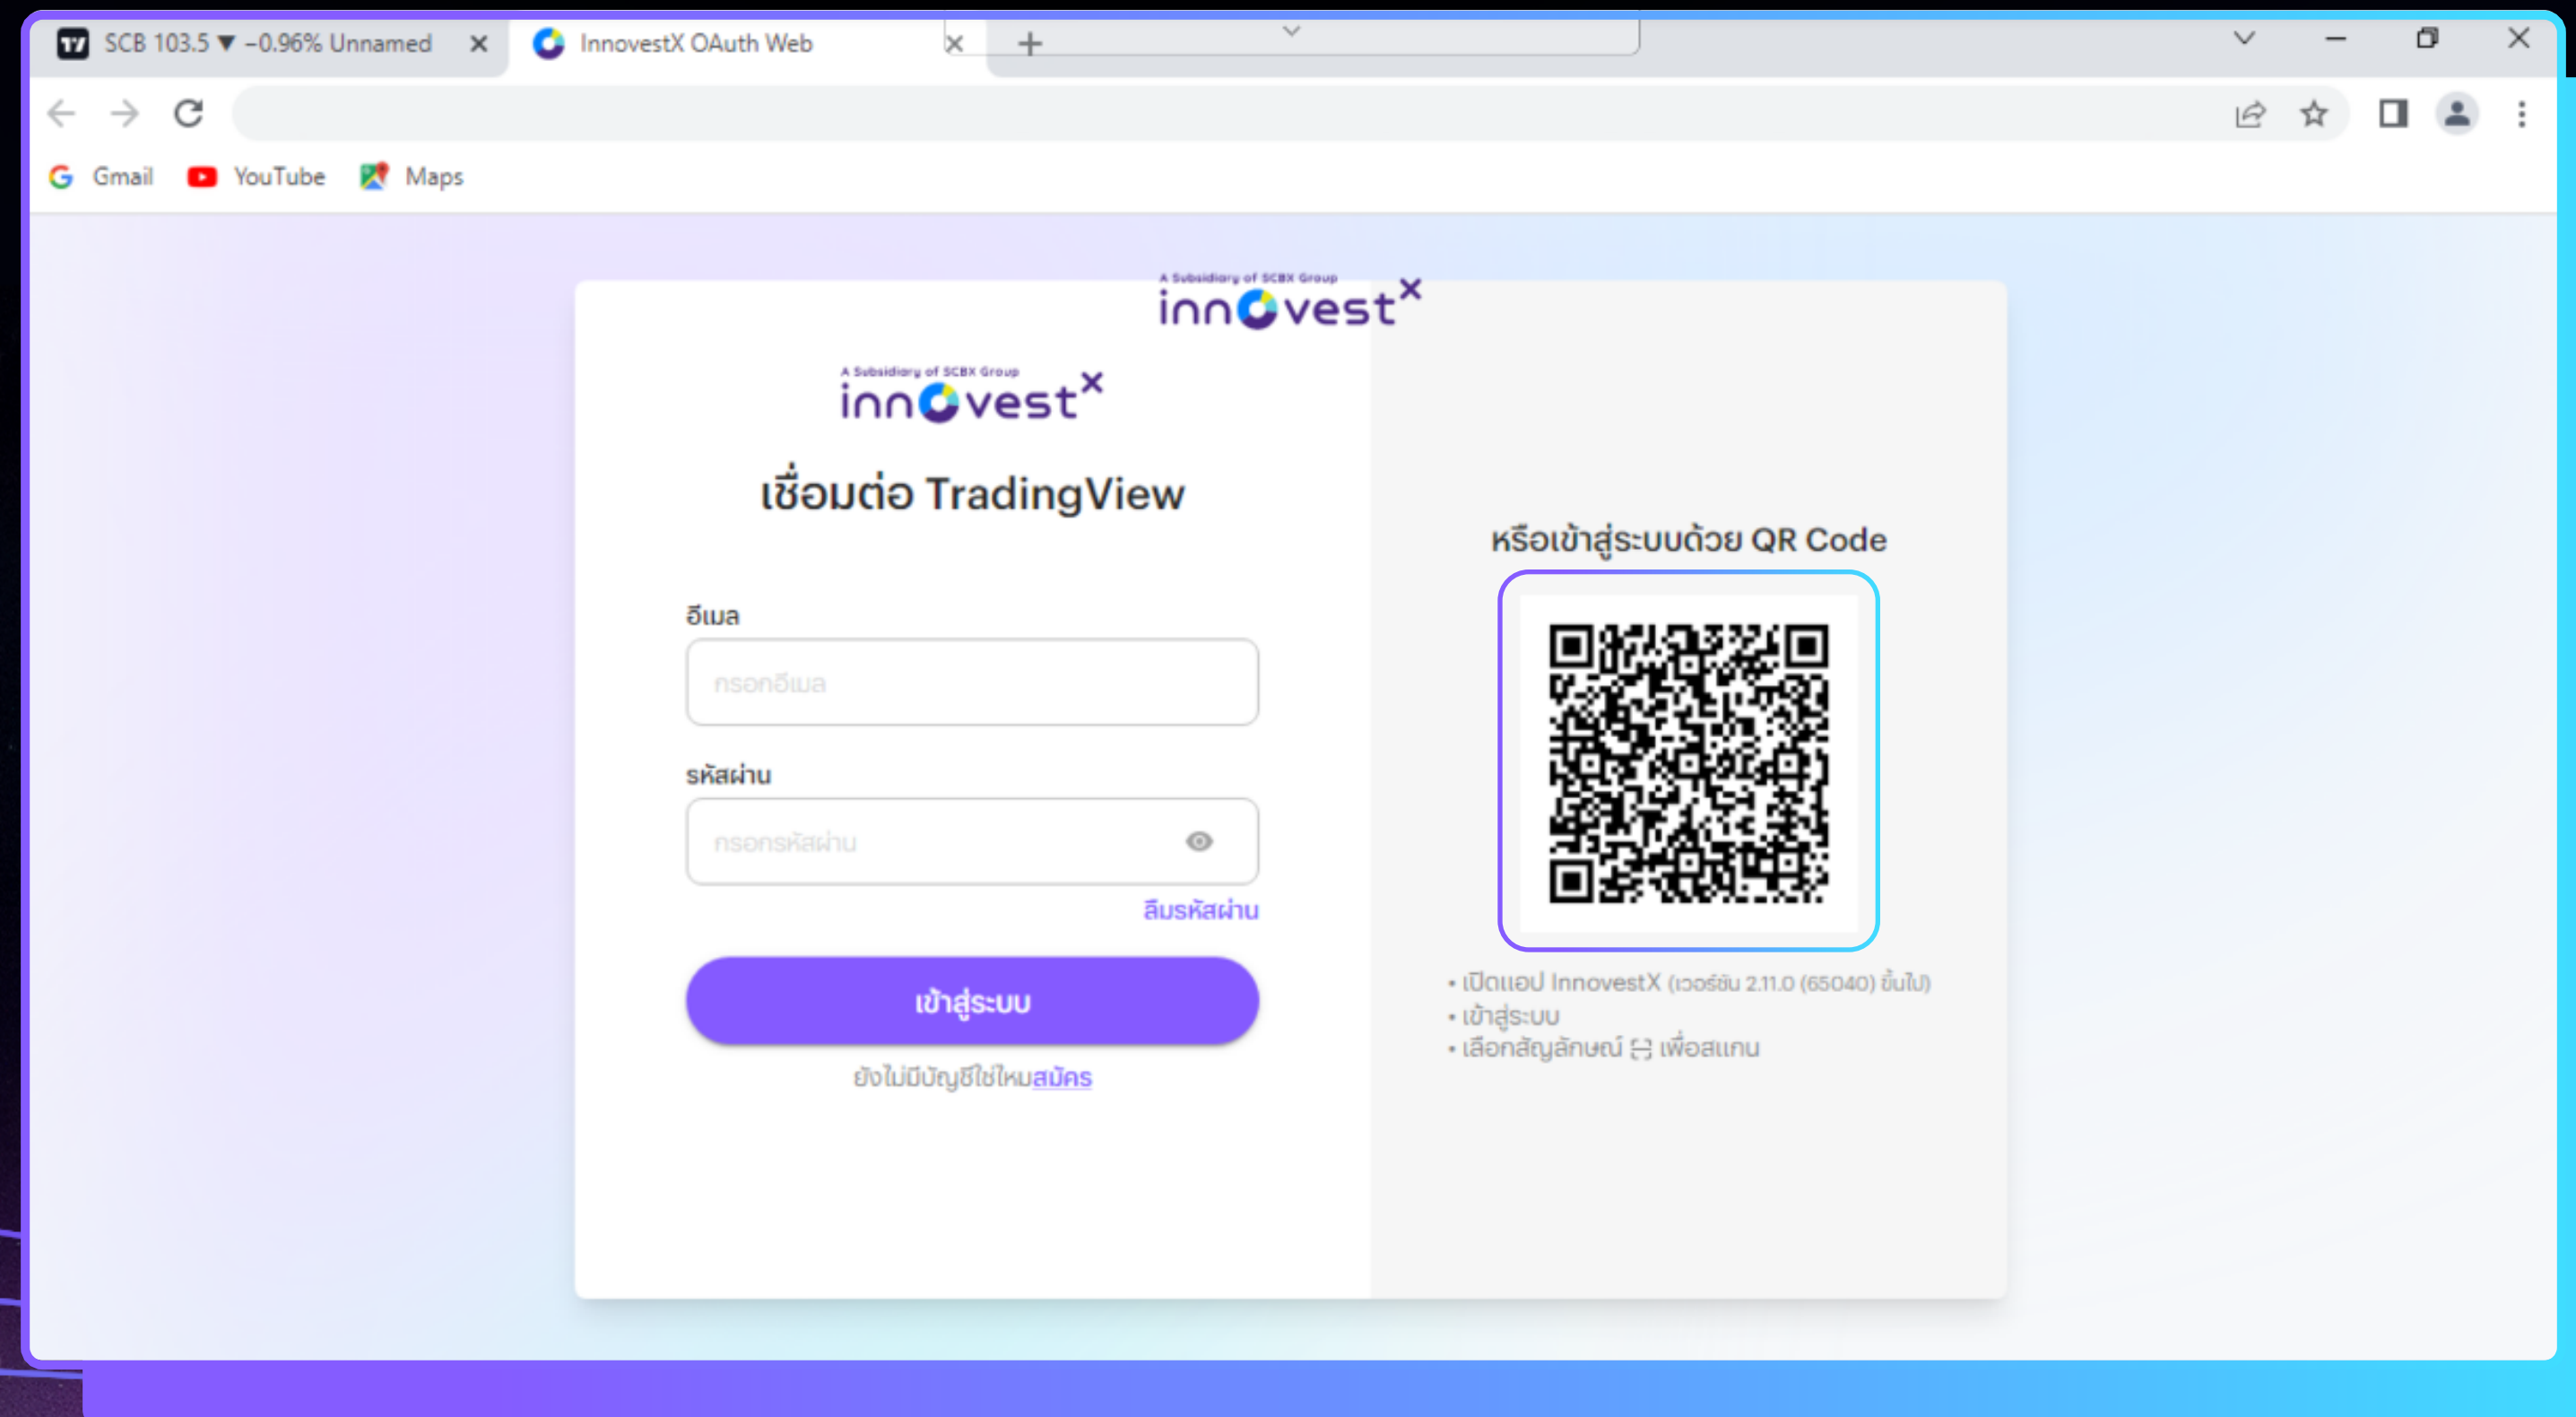 SCB 103.5 ▼ −0.96% Unnamed
InnovestX OAuth Web
Gmail
YouTube
Maps
A Subsidiary of SCBX Group
innovestx
A Subsidiary of SCBX Group
innovestx
เชื่อมต่อ TradingView
อีเมล
กรอกอีเมล
รหัสผ่าน
กรอกรหัสผ่าน
ลืมรหัสผ่าน
เข้าสู่ระบบ
ยังไม่มีบัญชีใช่ไหมสมัคร
หรือเข้าสู่ระบบด้วย QR Code
• เปิดแอป InnovestX (เวอร์ชัน 2.11.0 (65040) ขึ้นไป)
• เข้าสู่ระบบ
• เลือกสัญลักษณ์ เพื่อสแกน